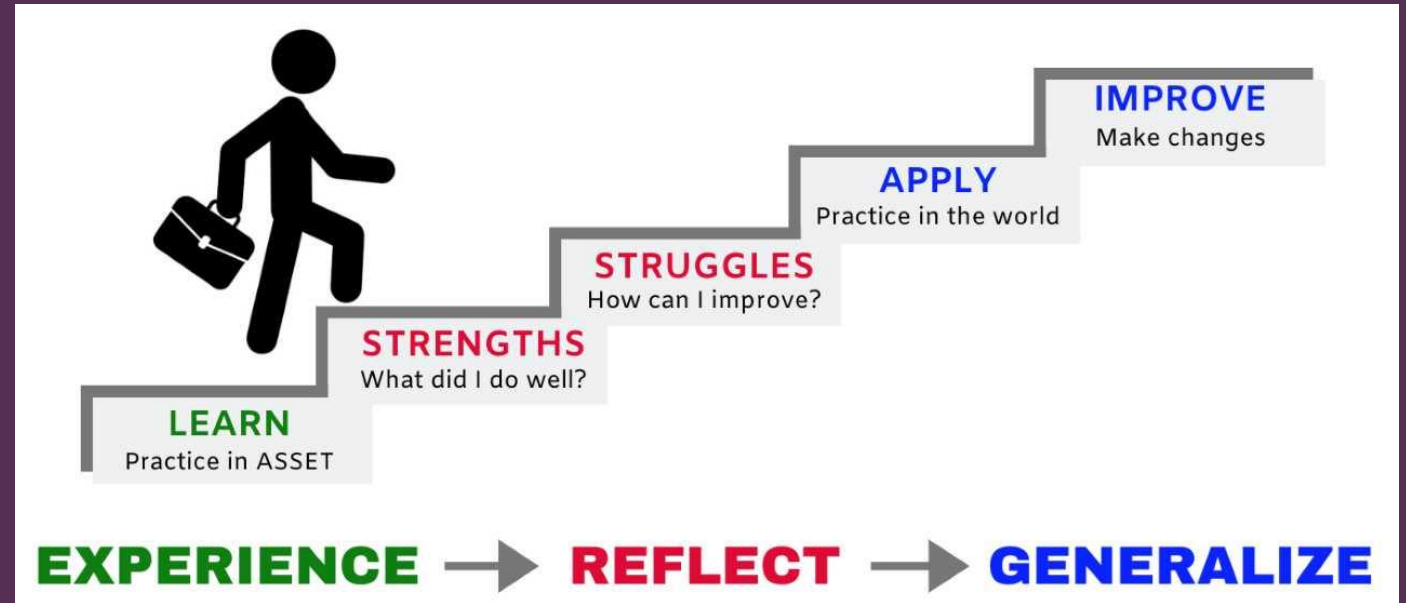 IMPROVE
Make changes
APPLY
Practice in the world
STRUGGLES
How can I improve?
STRENGTHS
What did I do well?
LEARN
Practice in ASSET
EXPERIENCE → REFLECT → GENERALIZE